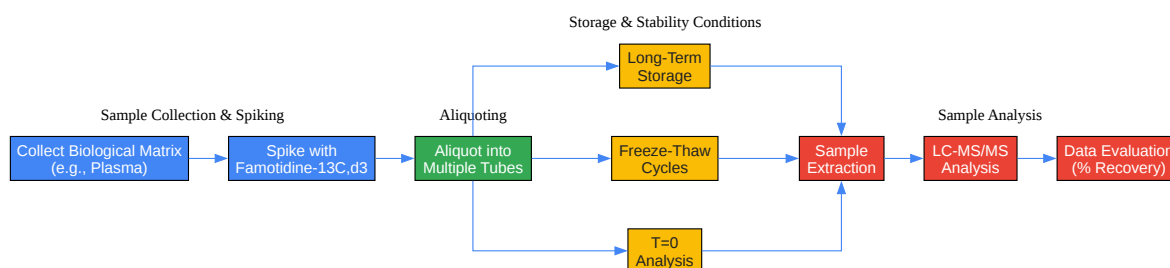 Storage & Stability Conditions
Long-Term
Storage
Sample Collection & Spiking
Aliquoting
Sample Analysis
Collect Biological Matrix
(e.g., Plasma)
Spike with
Famotidine-13C,d3
Aliquot into
Multiple Tubes
Freeze-Thaw
Cycles
Sample
Extraction
LC-MS/MS
Analysis
Data Evaluation
(% Recovery)
T=0
Analysis